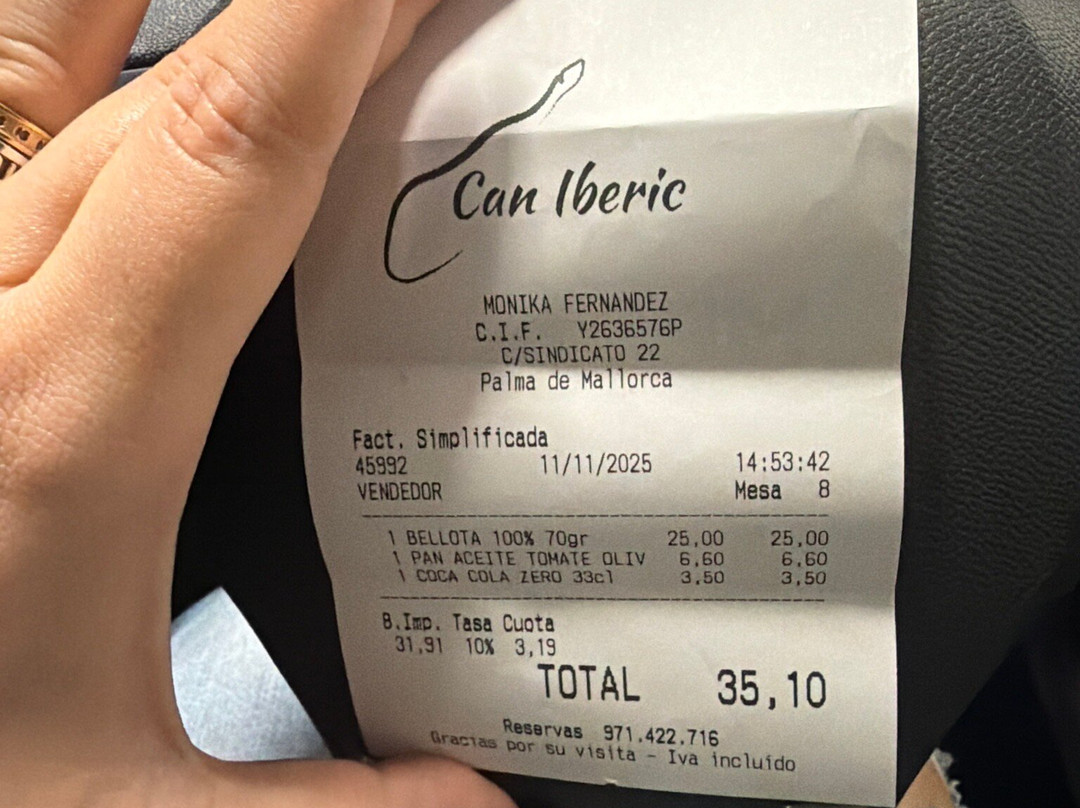 Can Iberic
MONIKA FERNANDEZ
C.I.F. Y2636576P
C/SINDICATO 22
Palma de Mallorca
Fact. Simplificada
45992 11/11/2025 14:53:42
VENDEDOR Mesa 8
1 BELLOTA 100% 70gr 25,00 25,00
1 PAN ACEITE TOMATE OLIV 6,60 6,60
1 COCA COLA ZERO 33cl 3,50 3,50
B.Imp. Tasa Cuota
31,91 10% 3,19
TOTAL 35,10
Reservas 971.422.716
Gracias por su visita - Iva incluído